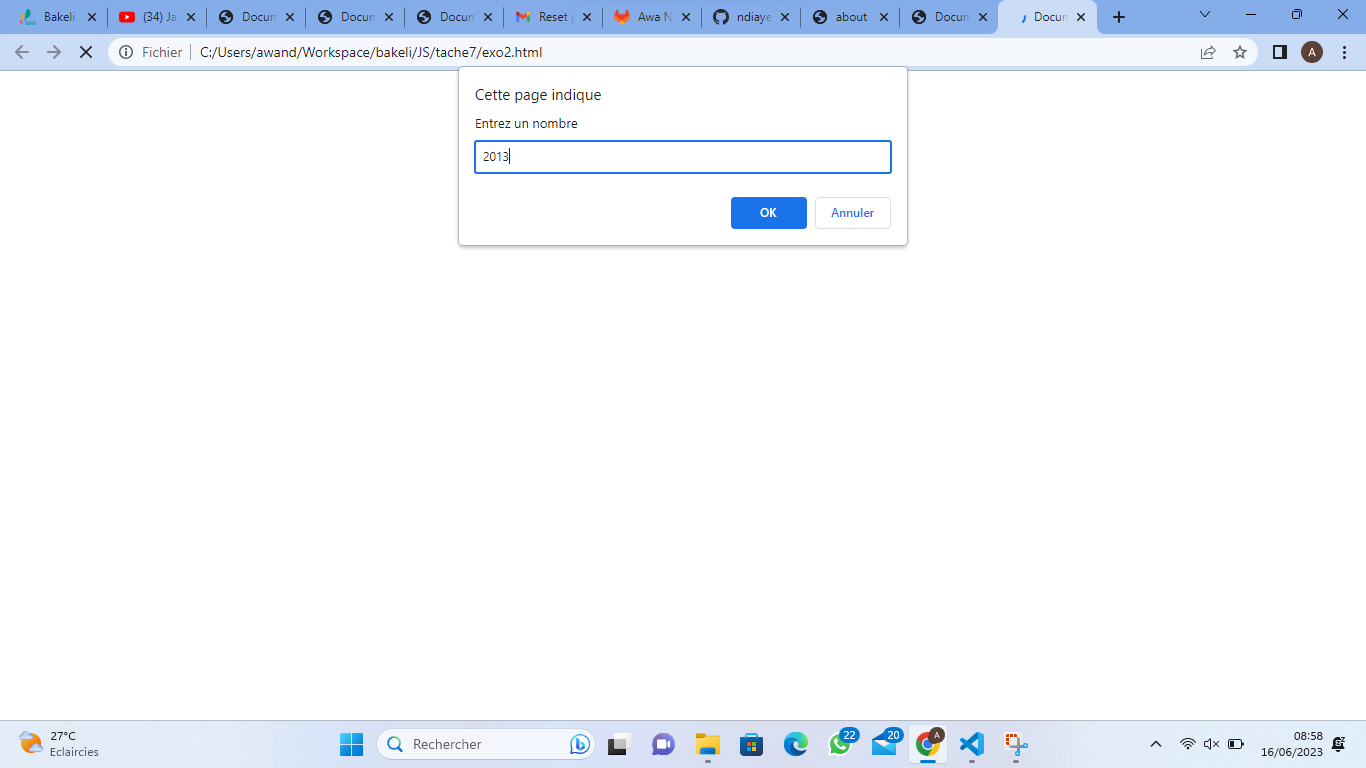 Bakeli
(34) Ja
Docum
Docum
Docum
Reset
Awa N
ndiaye
about
Docum
Docum
Fichier
C:/Users/awand/Workspace/bakeli/JS/tache7/exo2.html
A
Cette page indique
Entrez un nombre
2013
OK
Annuler
27°C
Eclaircies
Rechercher
22
20
A
08:58
16/06/2023